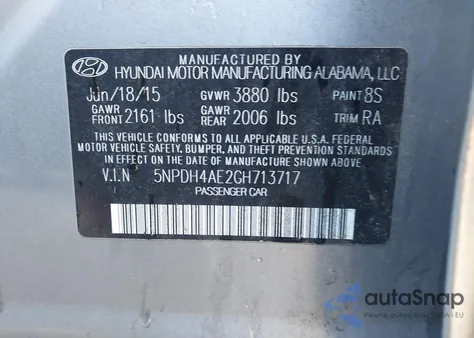 MANUFACTURED BY
HYUNDAI MOTOR MANUFACTURING ALABAMA, LLC
Jun/18/15 GVWR 3880 lbs PAINT 8S
GAWR FRONT 2161 lbs GAWR REAR 2006 lbs TRIM RA
THIS VEHICLE CONFORMS TO ALL APPLICABLE U.S.A. FEDERAL
MOTOR VEHICLE SAFETY, BUMPER, AND THEFT PREVENTION
STANDARDS IN EFFECT ON THE DATE OF MANUFACTURE SHOWN ABOVE.
V.I.N 5NPDH4AE2GH713717
PASSENGER CAR
autoSnap